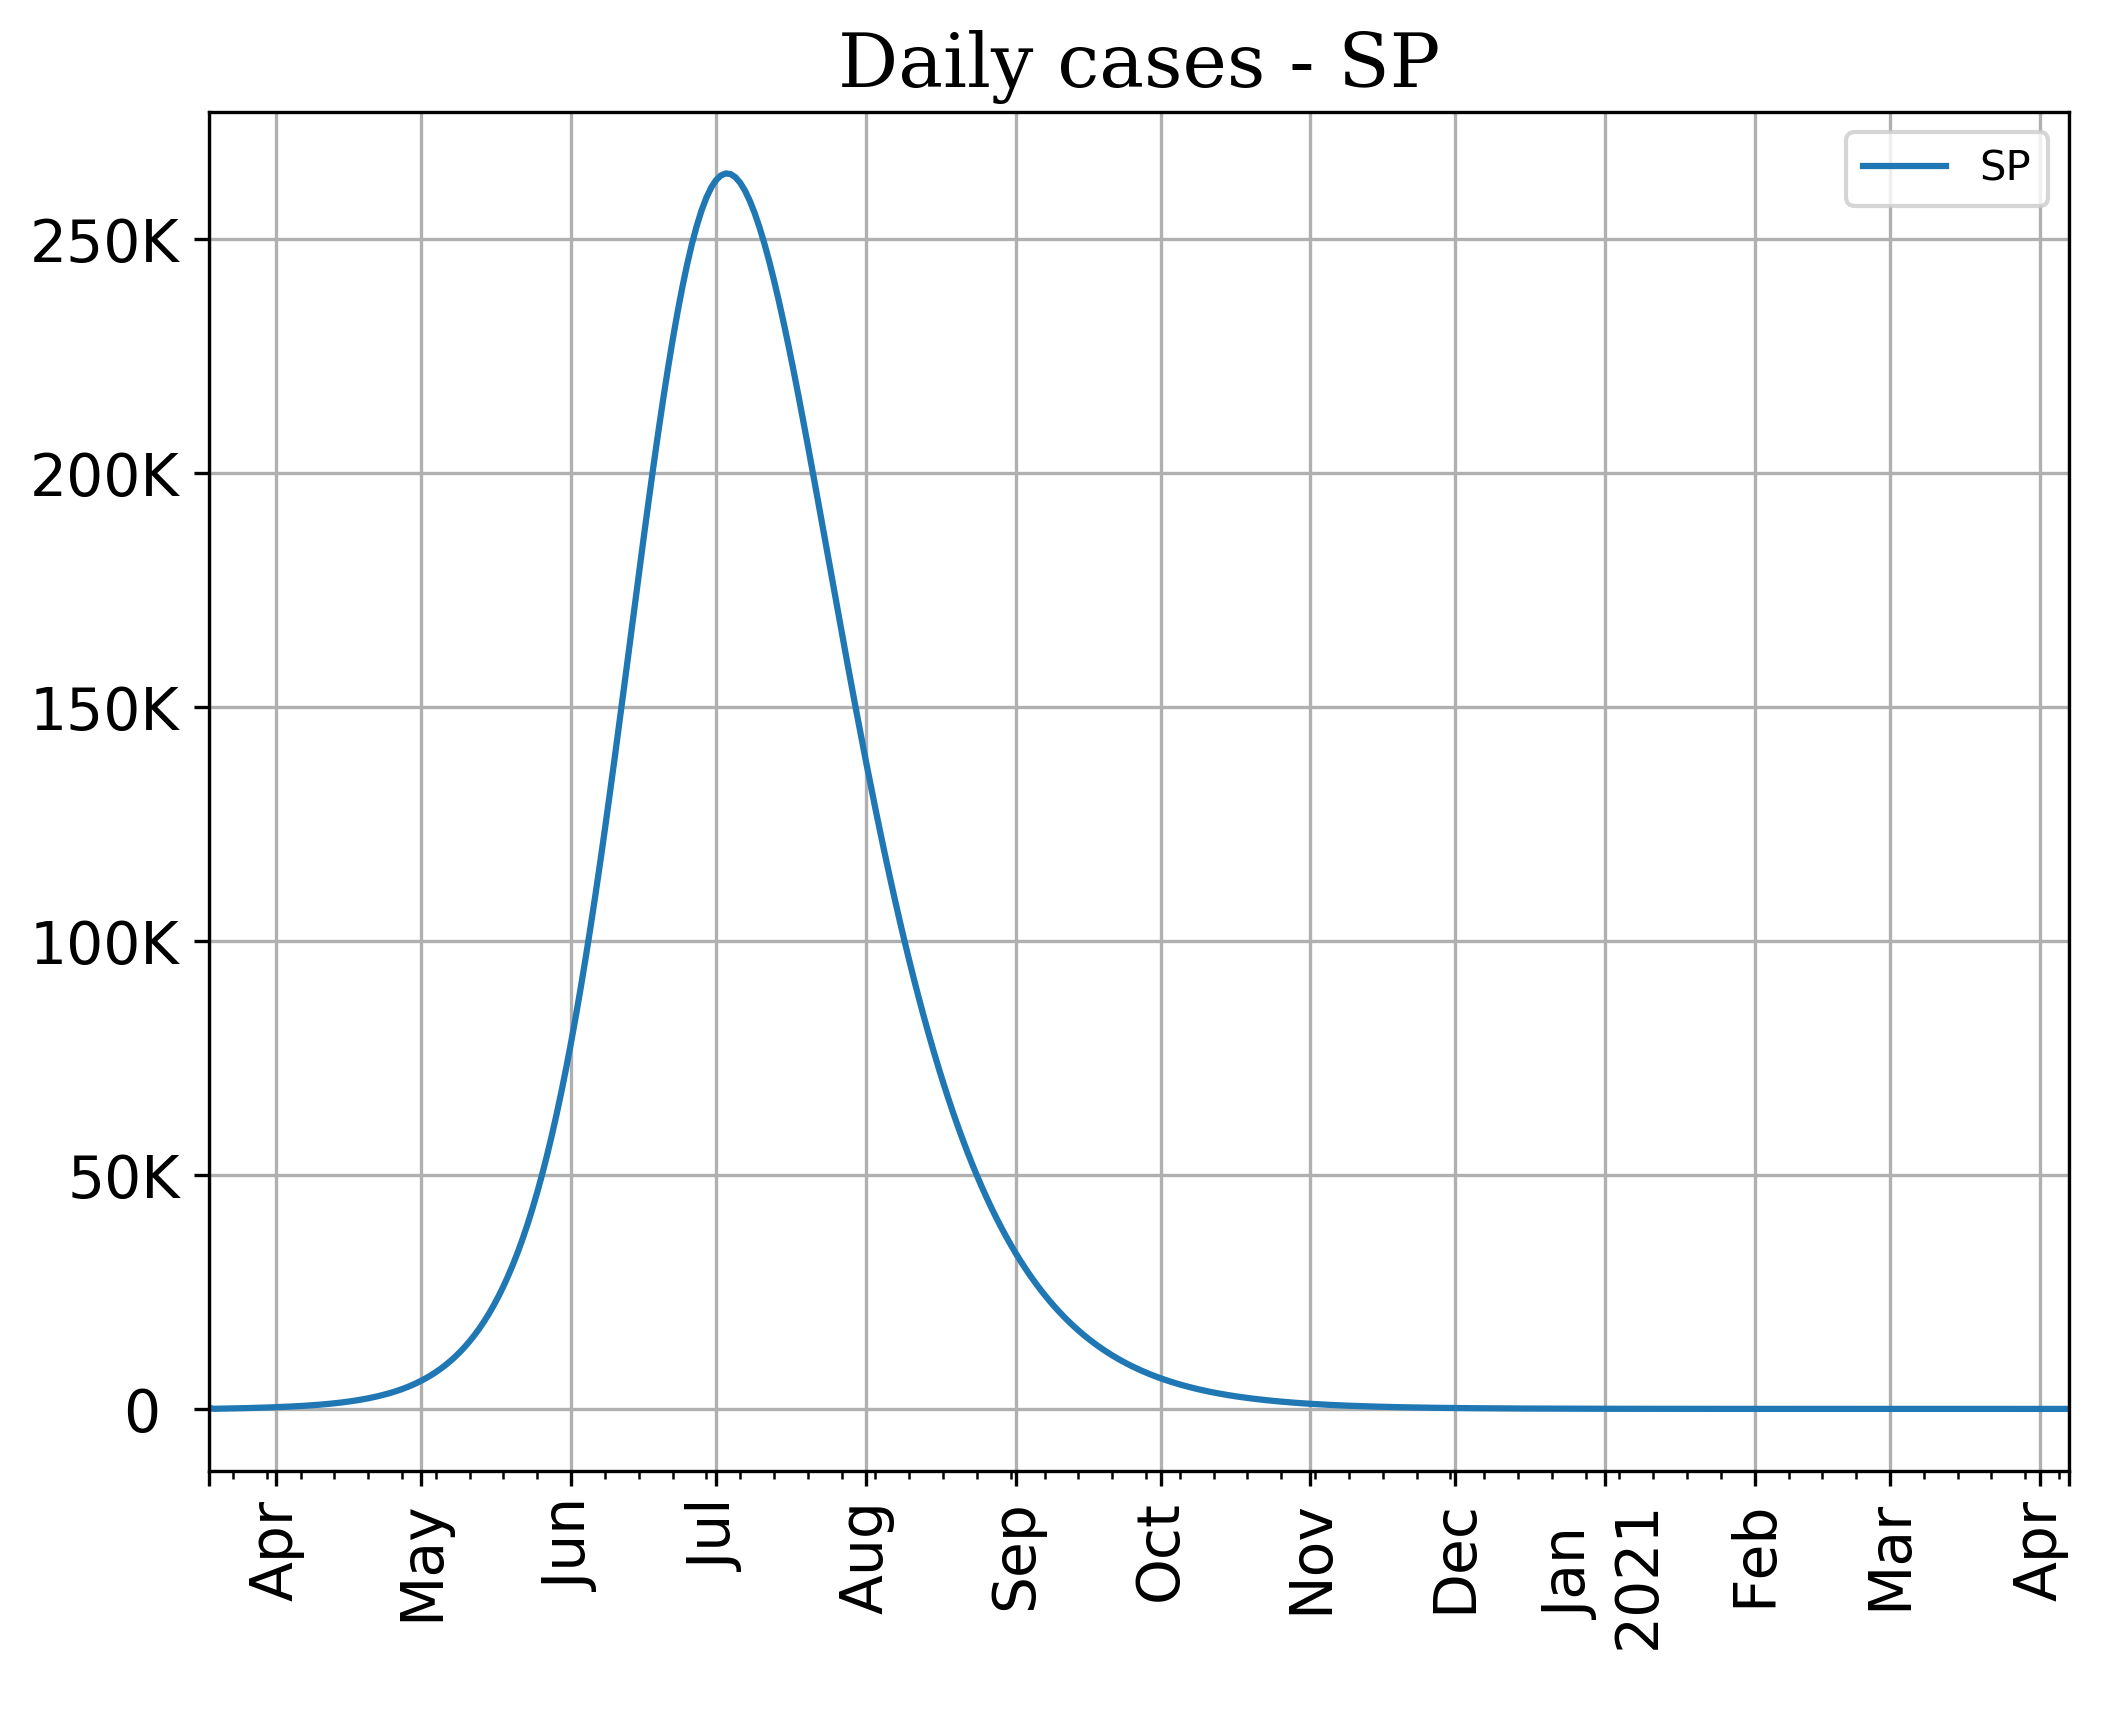 Daily cases - SP
SP
250K
200K
150K
100K
50K
0
Apr
May
Jun
Jul
Aug
Sep
Oct
Nov
Dec
Jan
2021
Feb
Mar
Apr